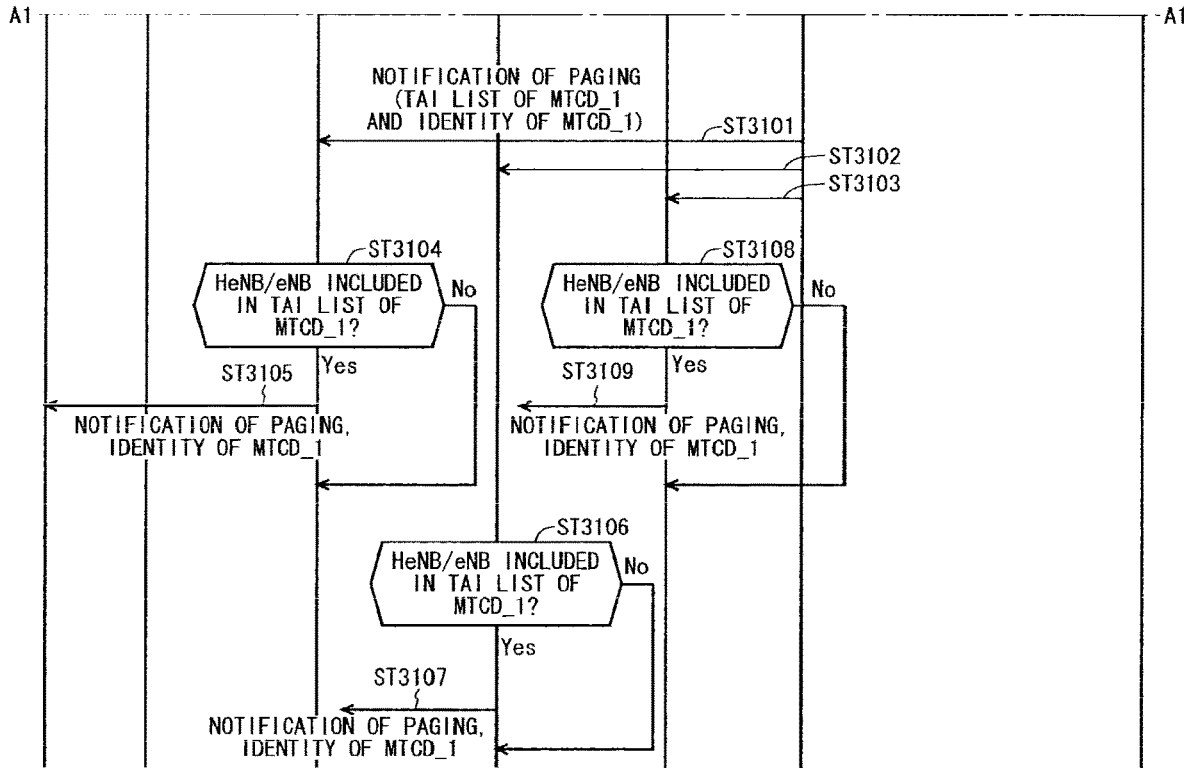 A1
A1
NOTIFICATION OF PAGING
(TAI LIST OF MTCD_1
AND IDENTITY OF MTCD_1)
ST3101
ST3102
ST3103
ST3104
HeNB/eNB INCLUDED
IN TAI LIST OF
MTCD_1?
No
Yes
ST3108
HeNB/eNB INCLUDED
IN TAI LIST OF
MTCD_1?
No
Yes
ST3105
NOTIFICATION OF PAGING,
IDENTITY OF MTCD_1
ST3109
NOTIFICATION OF PAGING,
IDENTITY OF MTCD_1
ST3106
HeNB/eNB INCLUDED
IN TAI LIST OF
MTCD_1?
No
Yes
ST3107
NOTIFICATION OF PAGING,
IDENTITY OF MTCD_1